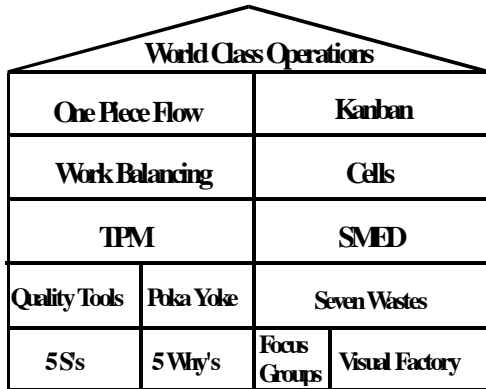 World Class Operations
One Piece Flow Kanban
Work Balancing Cells
TPM SMED
Quality Tools Poka Yoke Seven Wastes
5 S's 5 Why's Focus Groups Visual Factory